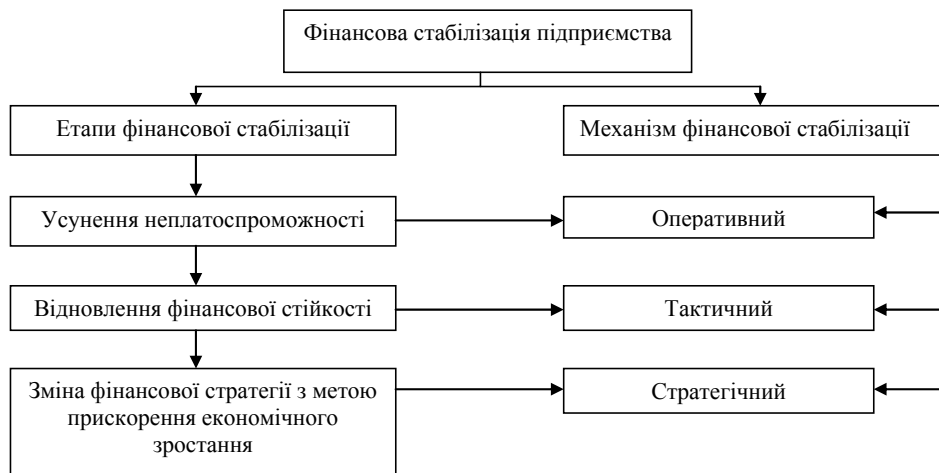 Фінансова стабілізація підприємства
Етапи фінансової стабілізації
Механізм фінансової стабілізації
Усунення неплатоспроможності
Оперативний
Відновлення фінансової стійкості
Тактичний
Зміна фінансової стратегії з метою
прискорення економічного
зростання
Стратегічний